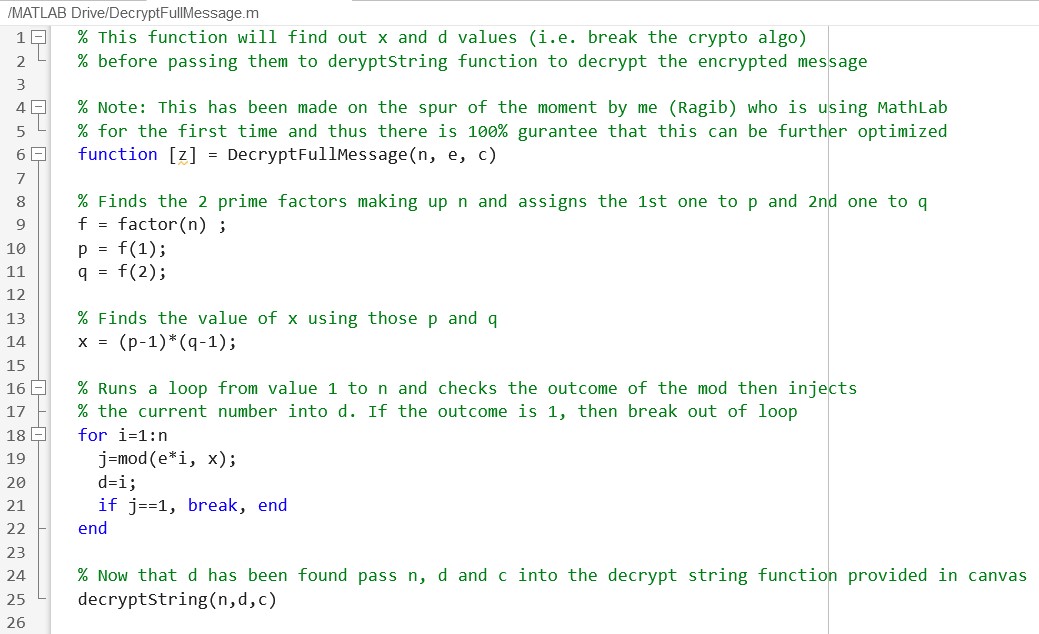 /MATLAB Drive/DecryptFullMessage.m
1 % This function will find out x and d values (i.e. break the crypto algo)
2 % before passing them to deryptString function to decrypt the encrypted message
3
4 % Note: This has been made on the spur of the moment by me (Ragib) who is using MathLab
5 % for the first time and thus there is 100% gurantee that this can be further optimized
6 function [z] = DecryptFullMessage(n, e, c)
7
8 % Finds the 2 prime factors making up n and assigns the 1st one to p and 2nd one to q
9 f = factor(n) ;
10 p = f(1);
11 q = f(2);
12
13 % Finds the value of x using those p and q
14 x = (p-1)*(q-1);
15
16 % Runs a loop from value 1 to n and checks the outcome of the mod then injects
17 % the current number into d. If the outcome is 1, then break out of loop
18 for i=1:n
19 j=mod(e*i, x);
20 d=i;
21 if j==1, break, end
22 end
23
24 % Now that d has been found pass n, d and c into the decrypt string function provided in canvas
25 decryptString(n,d,c)
26